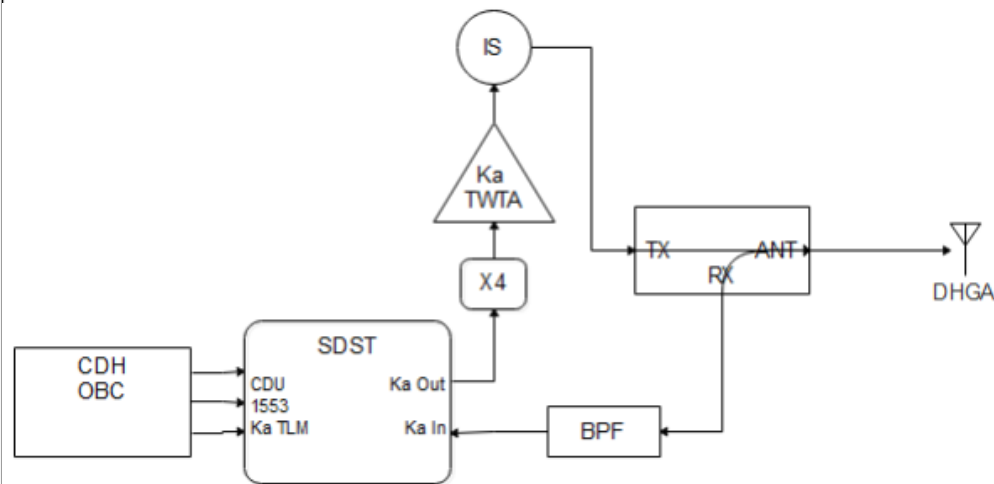 IS
Ka
TWTA
X4
TX
ANT
RX
DHGA
CDH
OBC
SDST
CDU
1553
Ka TLM
Ka Out
Ka In
BPF